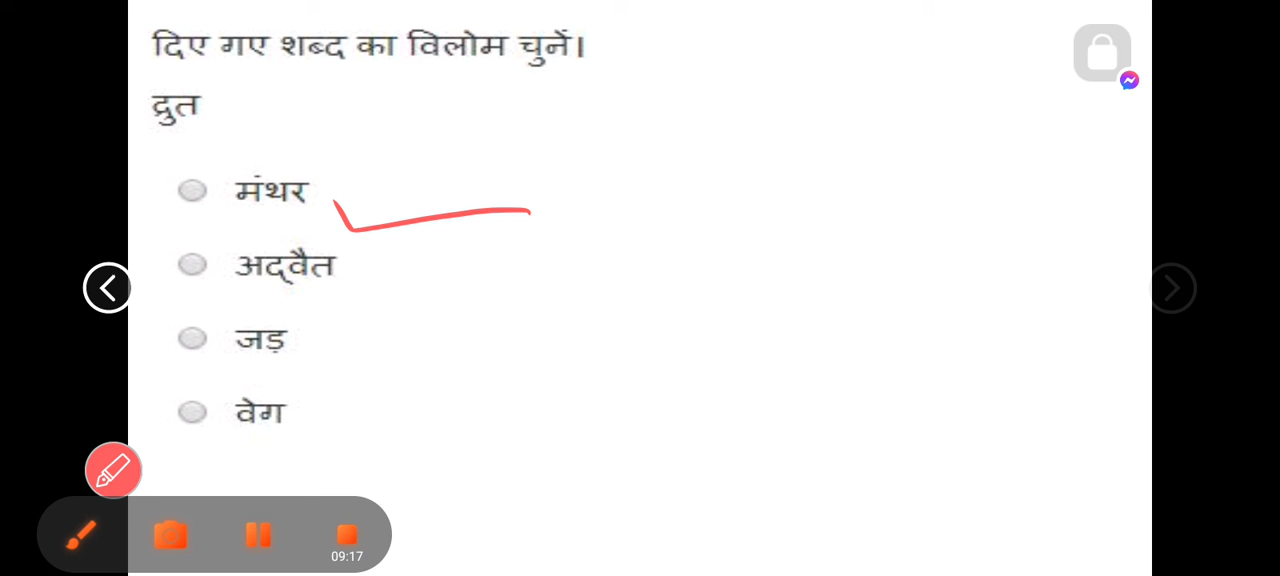 दिए गए शब्द का विलोम चुनें।
द्रुत
मंथर
अद्‌वैत
जड़
वेग
09:17